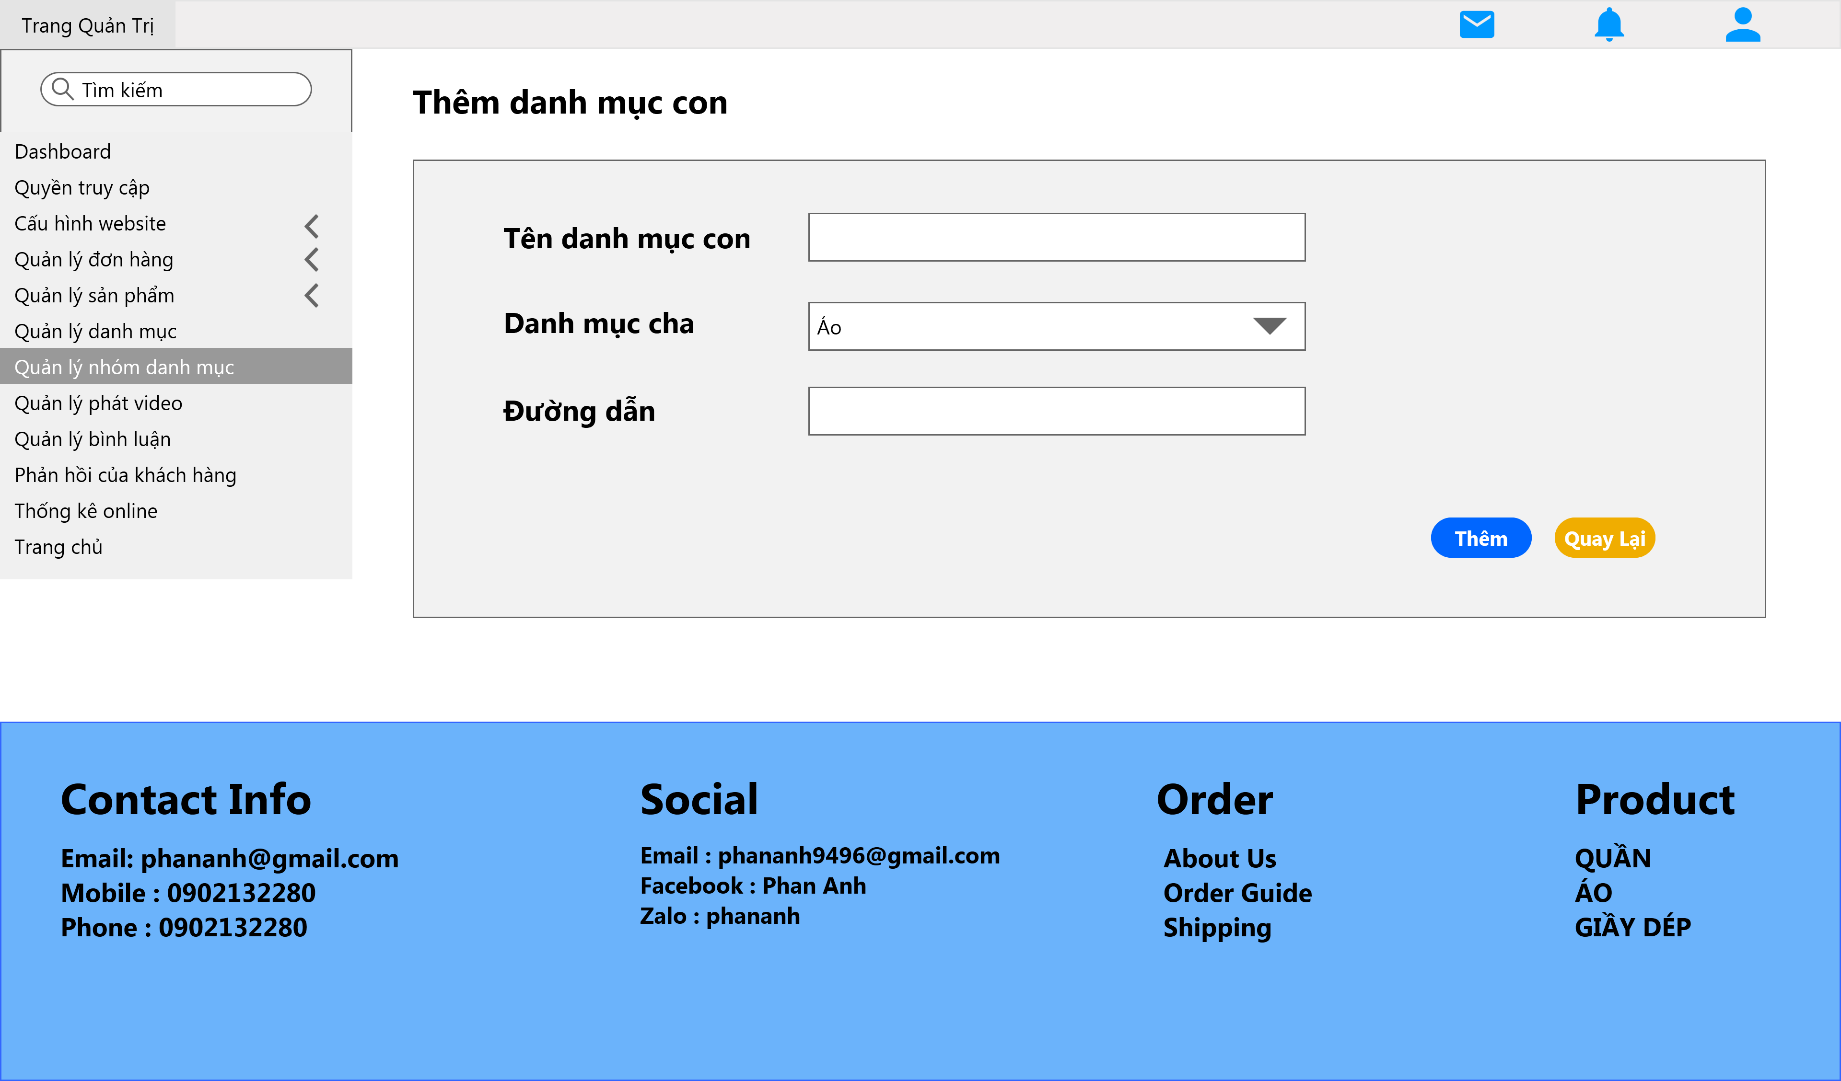 Trang Quản Trị
Tìm kiếm
Dashboard
Quyền truy cập
Cấu hình website
Quản lý đơn hàng
Quản lý sản phẩm
Quản lý danh mục
Quản lý nhóm danh mục
Quản lý phát video
Quản lý bình luận
Phản hồi của khách hàng
Thống kê online
Trang chủ
Thêm danh mục con
Tên danh mục con
Danh mục cha
Áo
Đường dẫn
Thêm
Quay Lại
Contact Info
Email: phananh@gmail.com
Mobile : 0902132280
Phone : 0902132280
Social
Email : phananh9496@gmail.com
Facebook : Phan Anh
Zalo : phananh
Order
About Us
Order Guide
Shipping
Product
QUẦN
ÁO
GIẦY DÉP